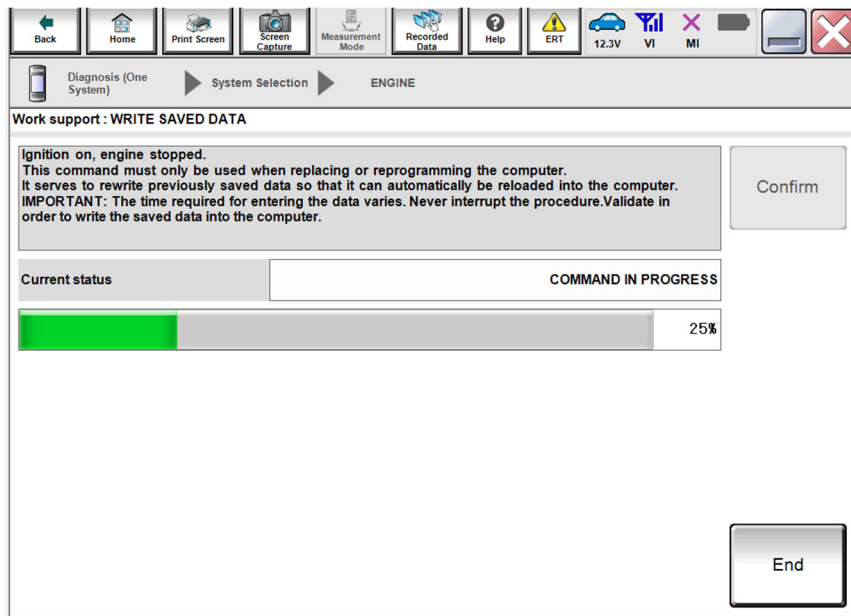 Back
Home
Print Screen
Screen
Capture
Measurement
Mode
Recorded
Data
Help
ERT
12.3V
VI
MI
Diagnosis (One
System)
System Selection
ENGINE
Work support : WRITE SAVED DATA
Ignition on, engine stopped.
This command must only be used when replacing or reprogramming the computer.
It serves to rewrite previously saved data so that it can automatically be reloaded into the computer.
IMPORTANT: The time required for entering the data varies. Never interrupt the procedure.Validate in
order to write the saved data into the computer.
Confirm
Current status
COMMAND IN PROGRESS
25%
End